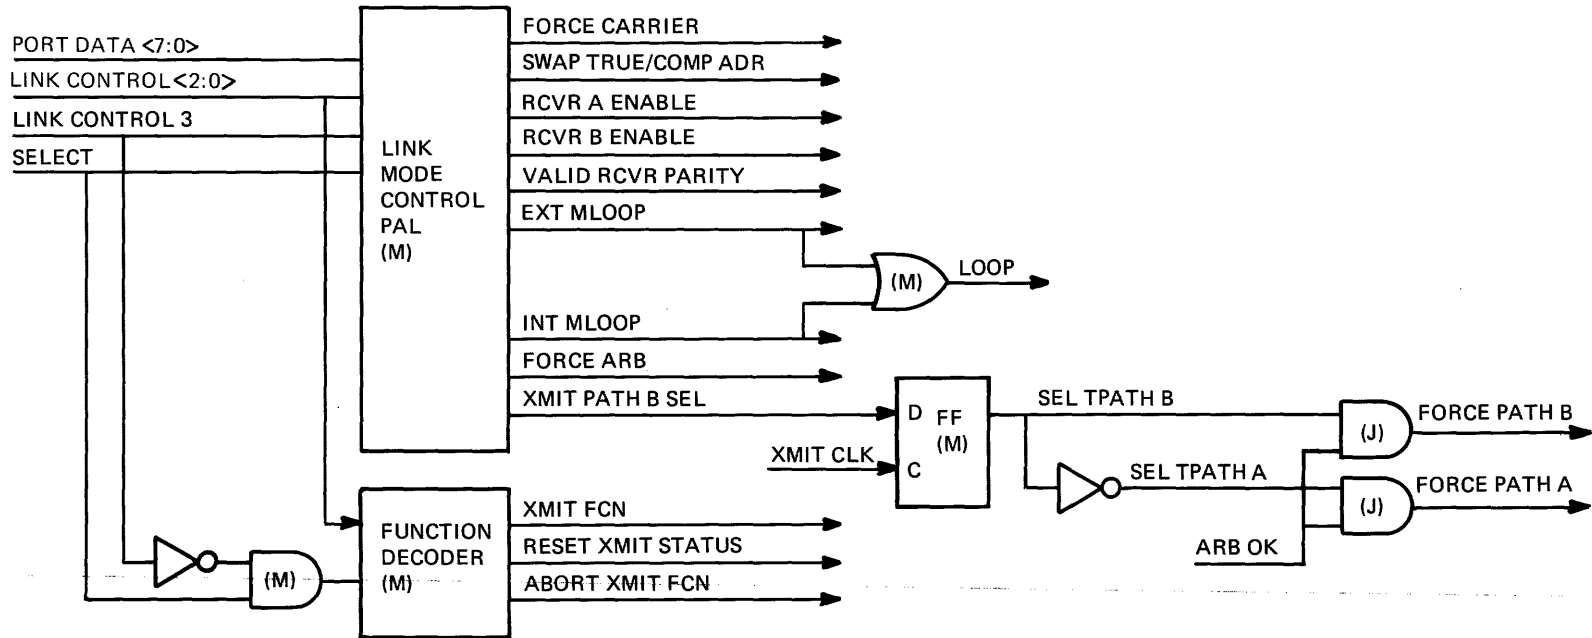 PORT DATA <7:0>
LINK CONTROL<2:0>
LINK CONTROL 3
SELECT
LINK
MODE
CONTROL
PAL
(M)
FORCE CARRIER
SWAP TRUE/COMP ADR
RCVR A ENABLE
RCVR B ENABLE
VALID RCVR PARITY
EXT MLOOP
(M)
LOOP
INT MLOOP
FORCE ARB
XMIT PATH B SEL
XMIT CLK
D
C
FF
(M)
SEL TPATH B
SEL TPATH A
(J)
FORCE PATH B
(J)
FORCE PATH A
ARB OK
(M)
FUNCTION
DECODER
(M)
XMIT FCN
RESET XMIT STATUS
ABORT XMIT FCN